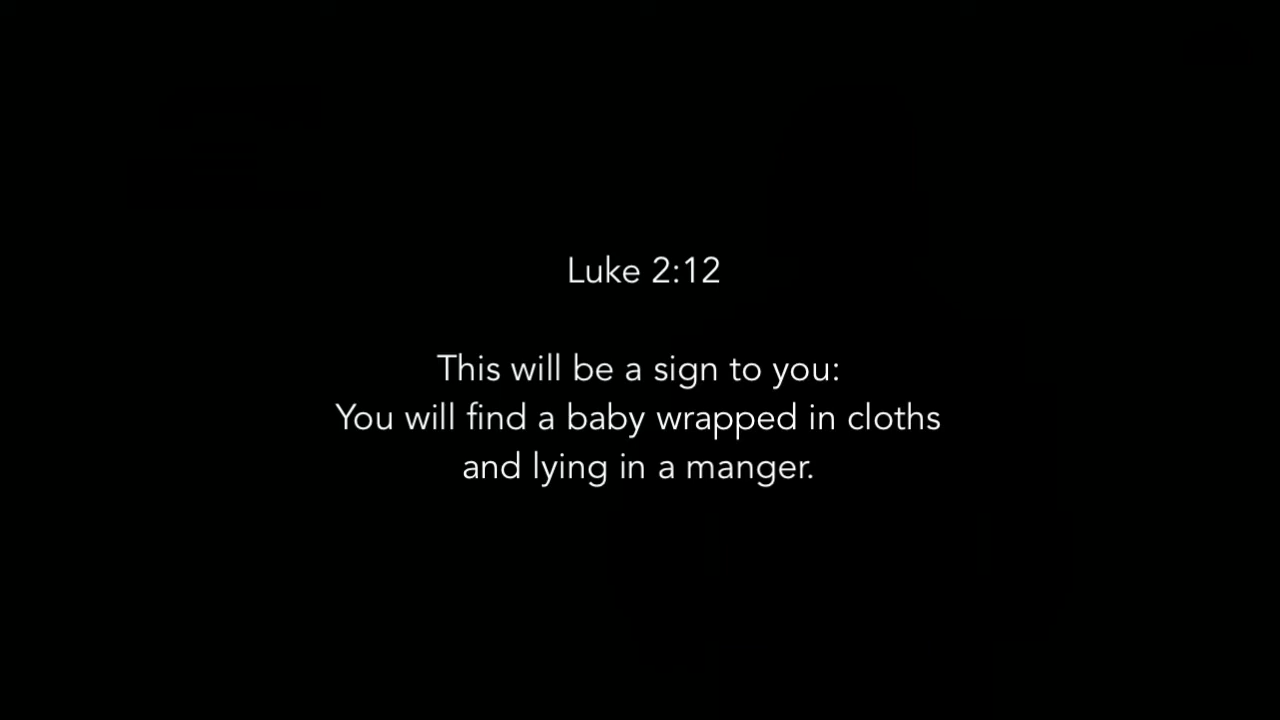 Luke 2:12
This will be a sign to you:
You will find a baby wrapped in cloths
and lying in a manger.